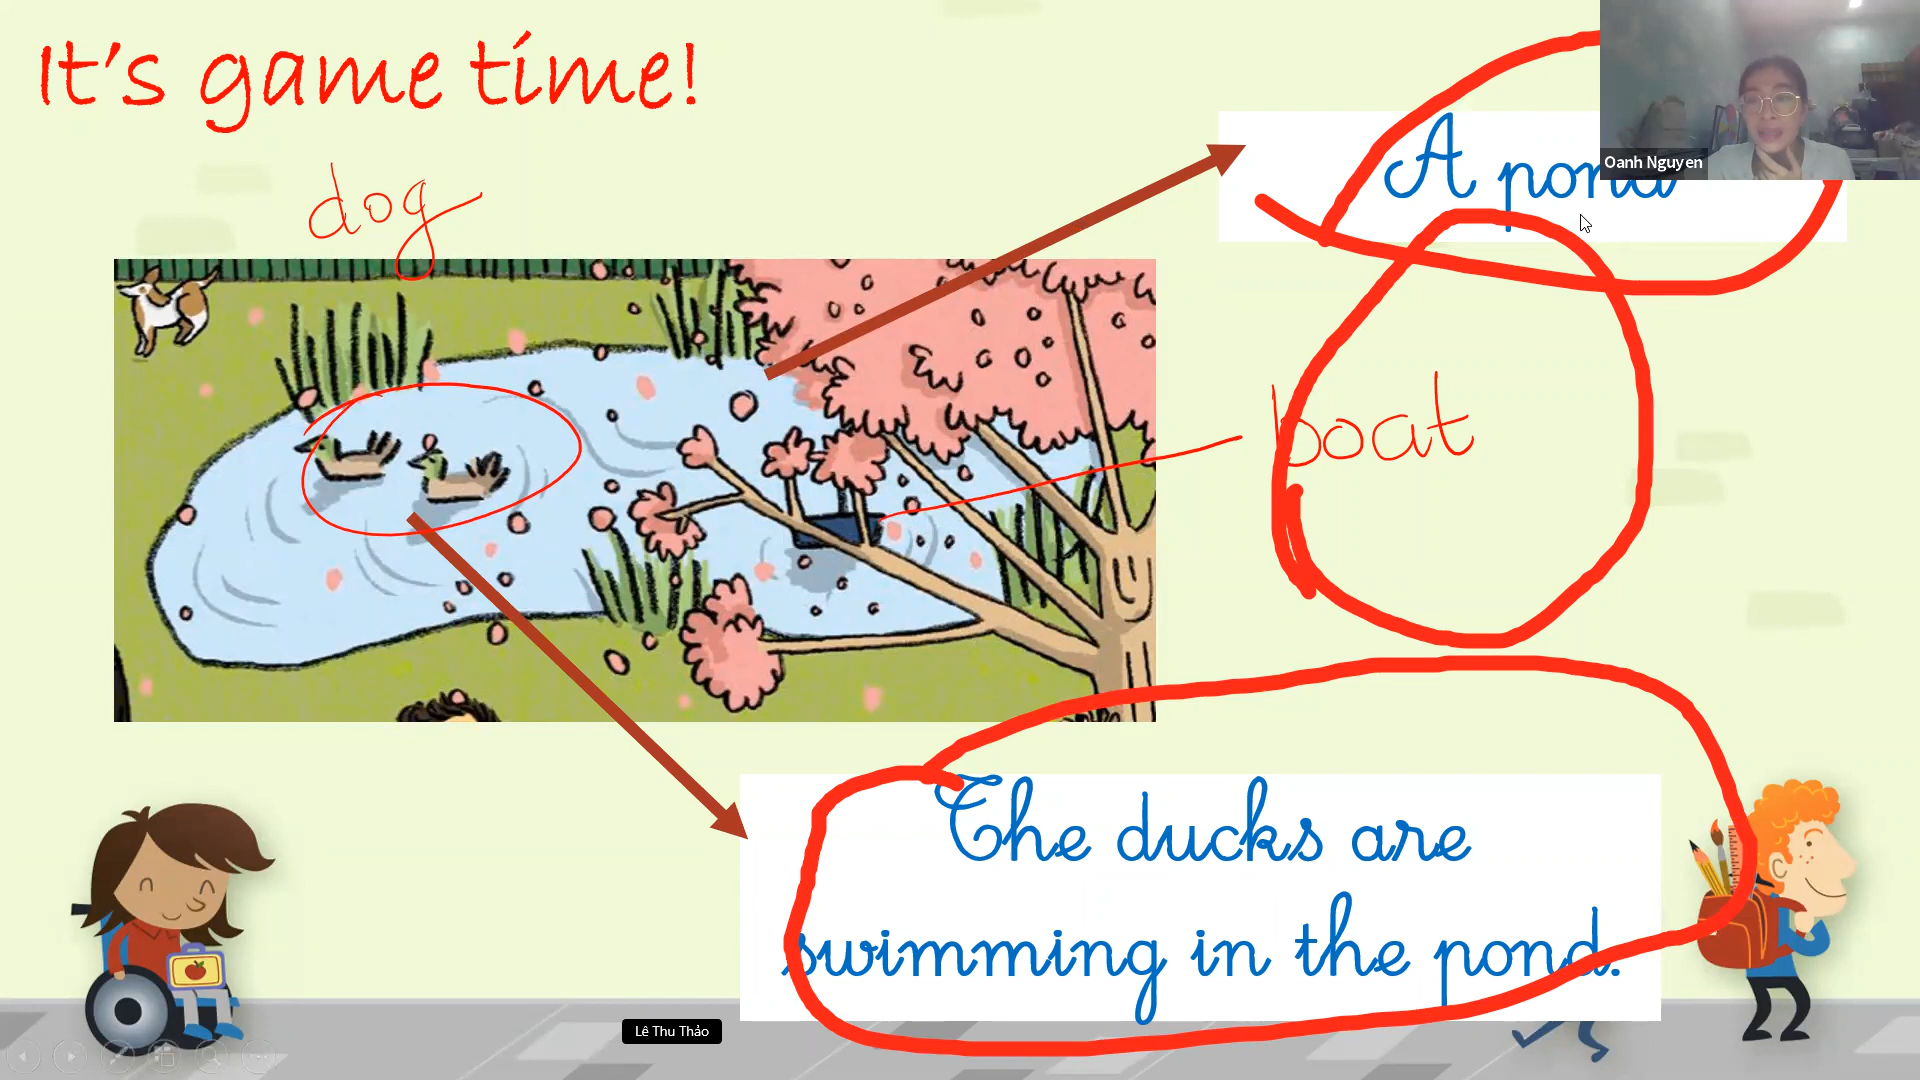 It's game time!
A pond
Oanh Nguyen
dog
boat
The ducks are
swimming in the pond.
Lê Thu Thảo